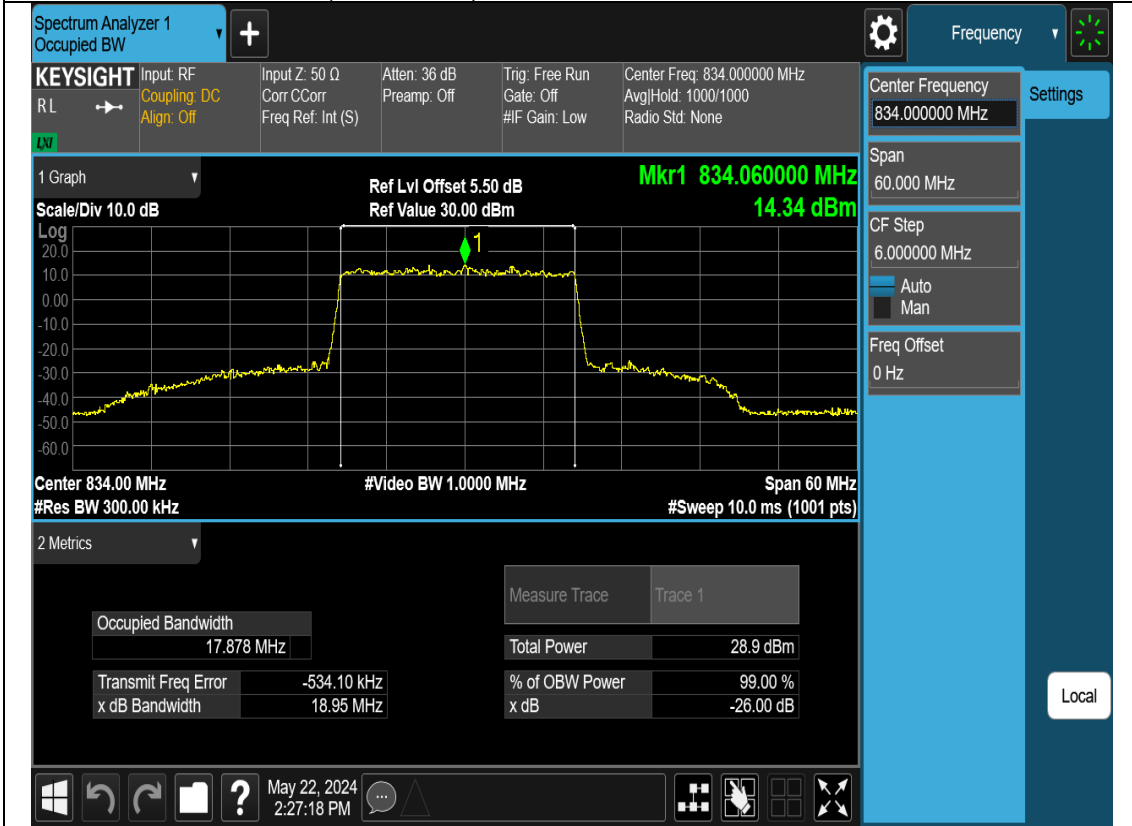 Spectrum Analyzer 1
Occupied BW
Frequency
KEYSIGHT
R L
LXI
Input: RF
Coupling: DC
Align: Off
Input Z: 50 Ω
Corr CCorr
Freq Ref: Int (S)
Atten: 36 dB
Preamp: Off
Trig: Free Run
Gate: Off
#IF Gain: Low
Center Freq: 834.000000 MHz
Avg|Hold: 1000/1000
Radio Std: None
Center Frequency
834.000000 MHz
Settings
Span
60.000 MHz
CF Step
6.000000 MHz
Auto
Man
Freq Offset
0 Hz
Local
1 Graph
Scale/Div 10.0 dB
Ref Lvl Offset 5.50 dB
Ref Value 30.00 dBm
Mkr1 834.060000 MHz
14.34 dBm
Log
1
20.0
10.0
0.00
-10.0
-20.0
-30.0
-40.0
-50.0
-60.0
Center 834.00 MHz
#Video BW 1.0000 MHz
Span 60 MHz
#Res BW 300.00 kHz
#Sweep 10.0 ms (1001 pts)
2 Metrics
Measure Trace Trace 1
Occupied Bandwidth
17.878 MHz
Total Power 28.9 dBm
Transmit Freq Error -534.10 kHz
% of OBW Power 99.00 %
x dB Bandwidth 18.95 MHz
x dB -26.00 dB
?
May 22, 2024
2:27:18 PM